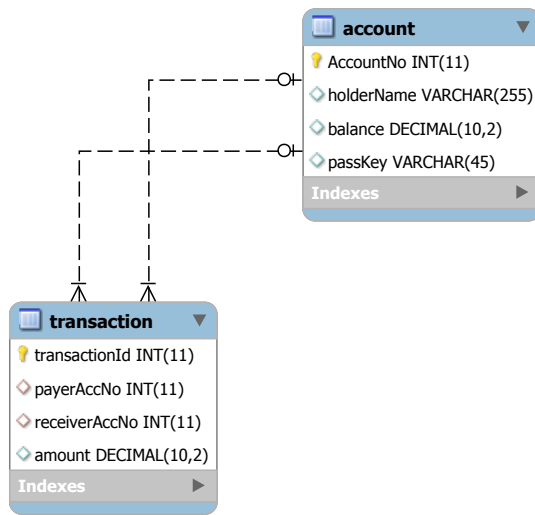 account
AccountNo INT(11)
holderName VARCHAR(255)
balance DECIMAL(10,2)
passKey VARCHAR(45)
Indexes
transaction
transactionId INT(11)
payerAccNo INT(11)
receiverAccNo INT(11)
amount DECIMAL(10,2)
Indexes